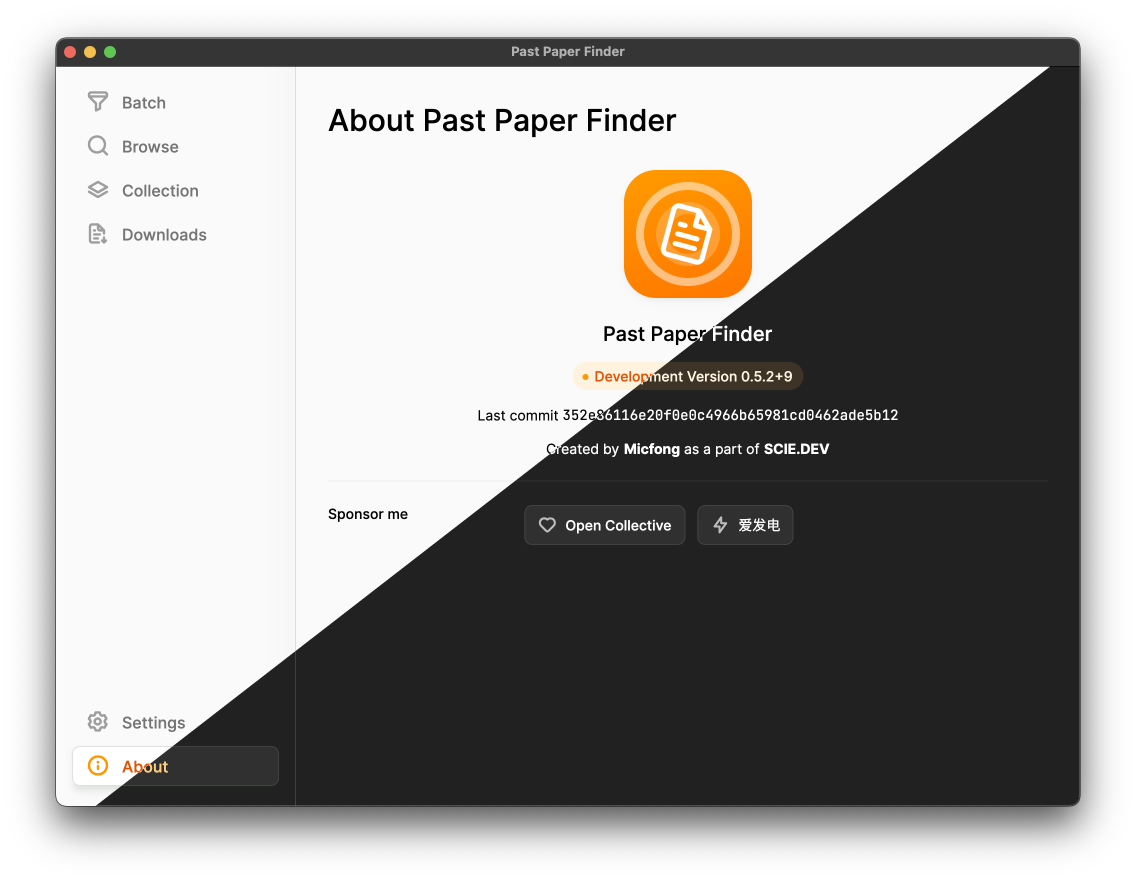 Past Paper Finder
Batch
Browse
Collection
Downloads
Settings
About
About Past Paper Finder
Past Paper Finder
Development Version 0.5.2+9
Last commit 352e86116e20f0e0c4966b65981cd0462ade5b12
Created by Micfong as a part of SCIE.DEV
Sponsor me
Open Collective
爱发电